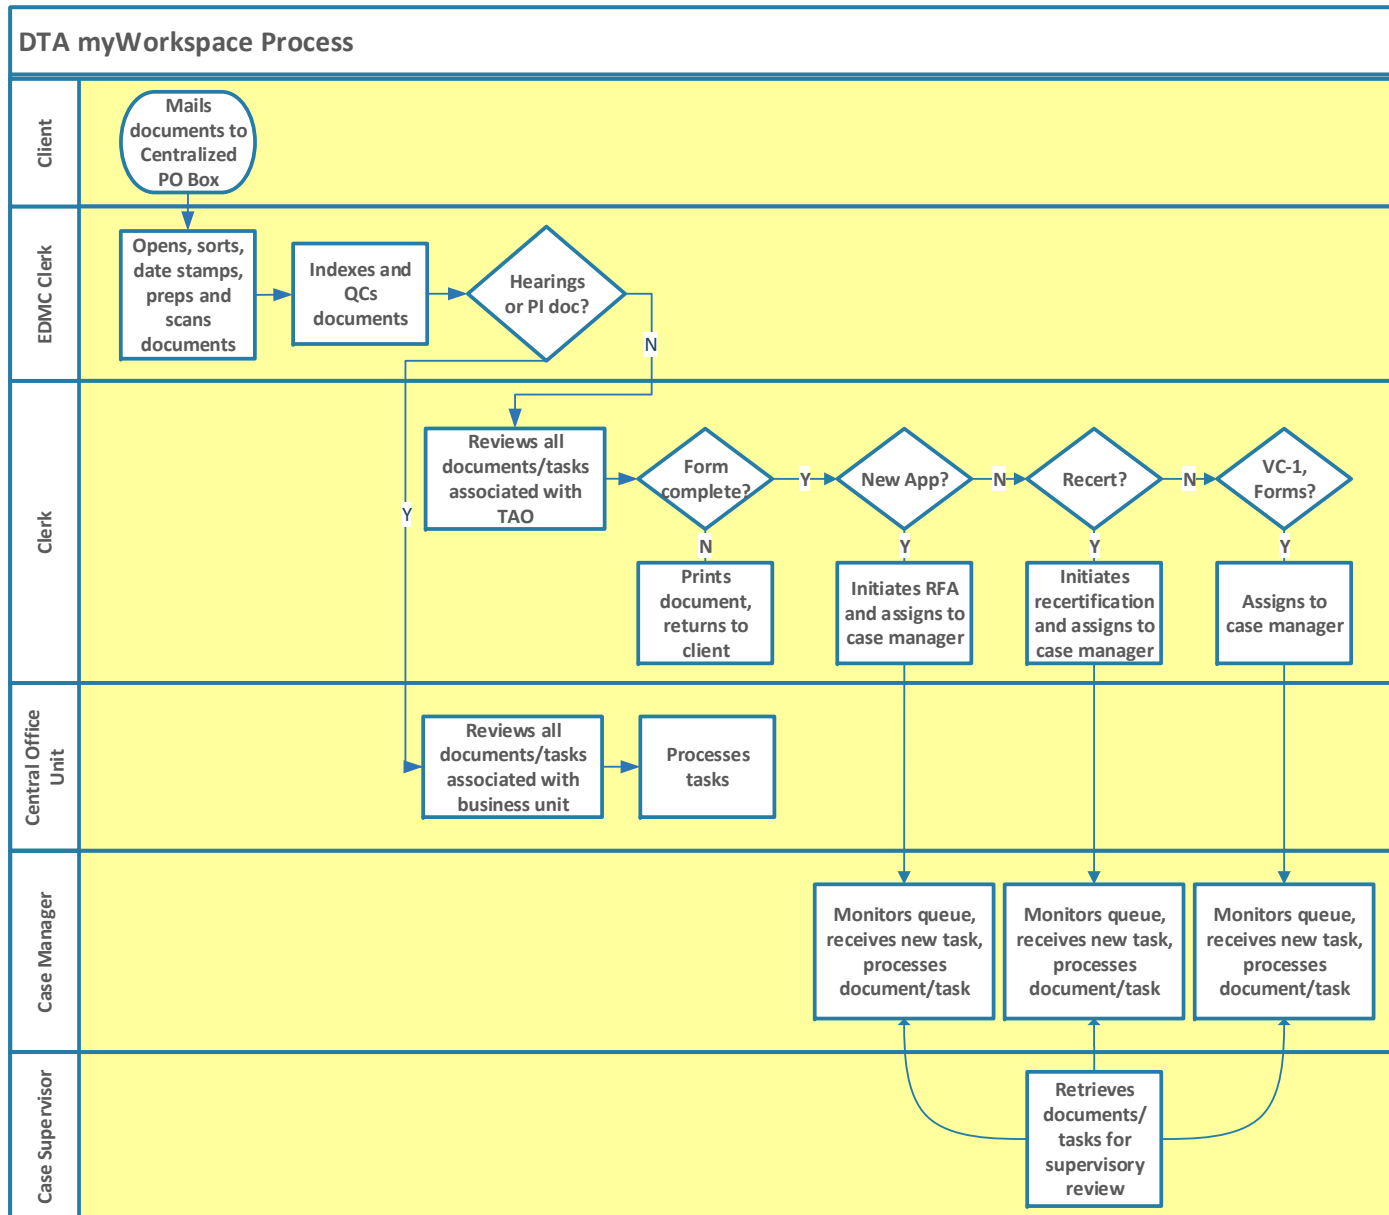 DTA myWorkspace Process
Client
Mails
documents to
Centralized
PO Box
EDMC Clerk
Opens, sorts,
date stamps,
preps and
scans
documents
Indexes and
QCs
documents
Hearings
or PI doc?
N
Y
Clerk
Reviews all
documents/tasks
associated with
TAO
Form
complete?
Y
New App?
N
Recert?
N
VC-1,
Forms?
N
Y
Y
Y
Prints
document,
returns to
client
Initiates RFA
and assigns to
case manager
Initiates
recertification
and assigns to
case manager
Assigns to
case manager
Central Office
Unit
Reviews all
documents/tasks
associated with
business unit
Processes
tasks
Case Manager
Monitors queue,
receives new task,
processes
document/task
Monitors queue,
receives new task,
processes
document/task
Monitors queue,
receives new task,
processes
document/task
Case Supervisor
Retrieves
documents/
tasks for
supervisory
review